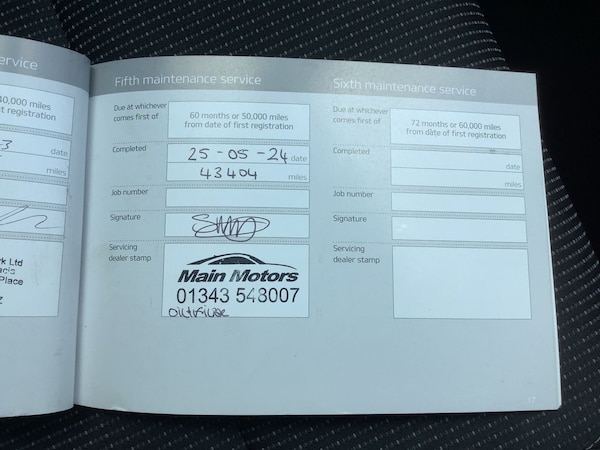 ervice
40,000 miles
t registration
-3 date
miles
k Ltd
Place
Fifth maintenance service
Due at whichever comes first of
60 months or 50,000 miles
from date of first registration
Completed
25-05-24 date
43404 miles
Job number
Signature
Servicing
dealer stamp
Main Motors
01343 548007
Sixth maintenance service
Due at whichever
comes first of
72 months or 60,000 miles
from date of first registration
Completed
date
miles
Job number
Signature
Servicing
dealer stamp
17